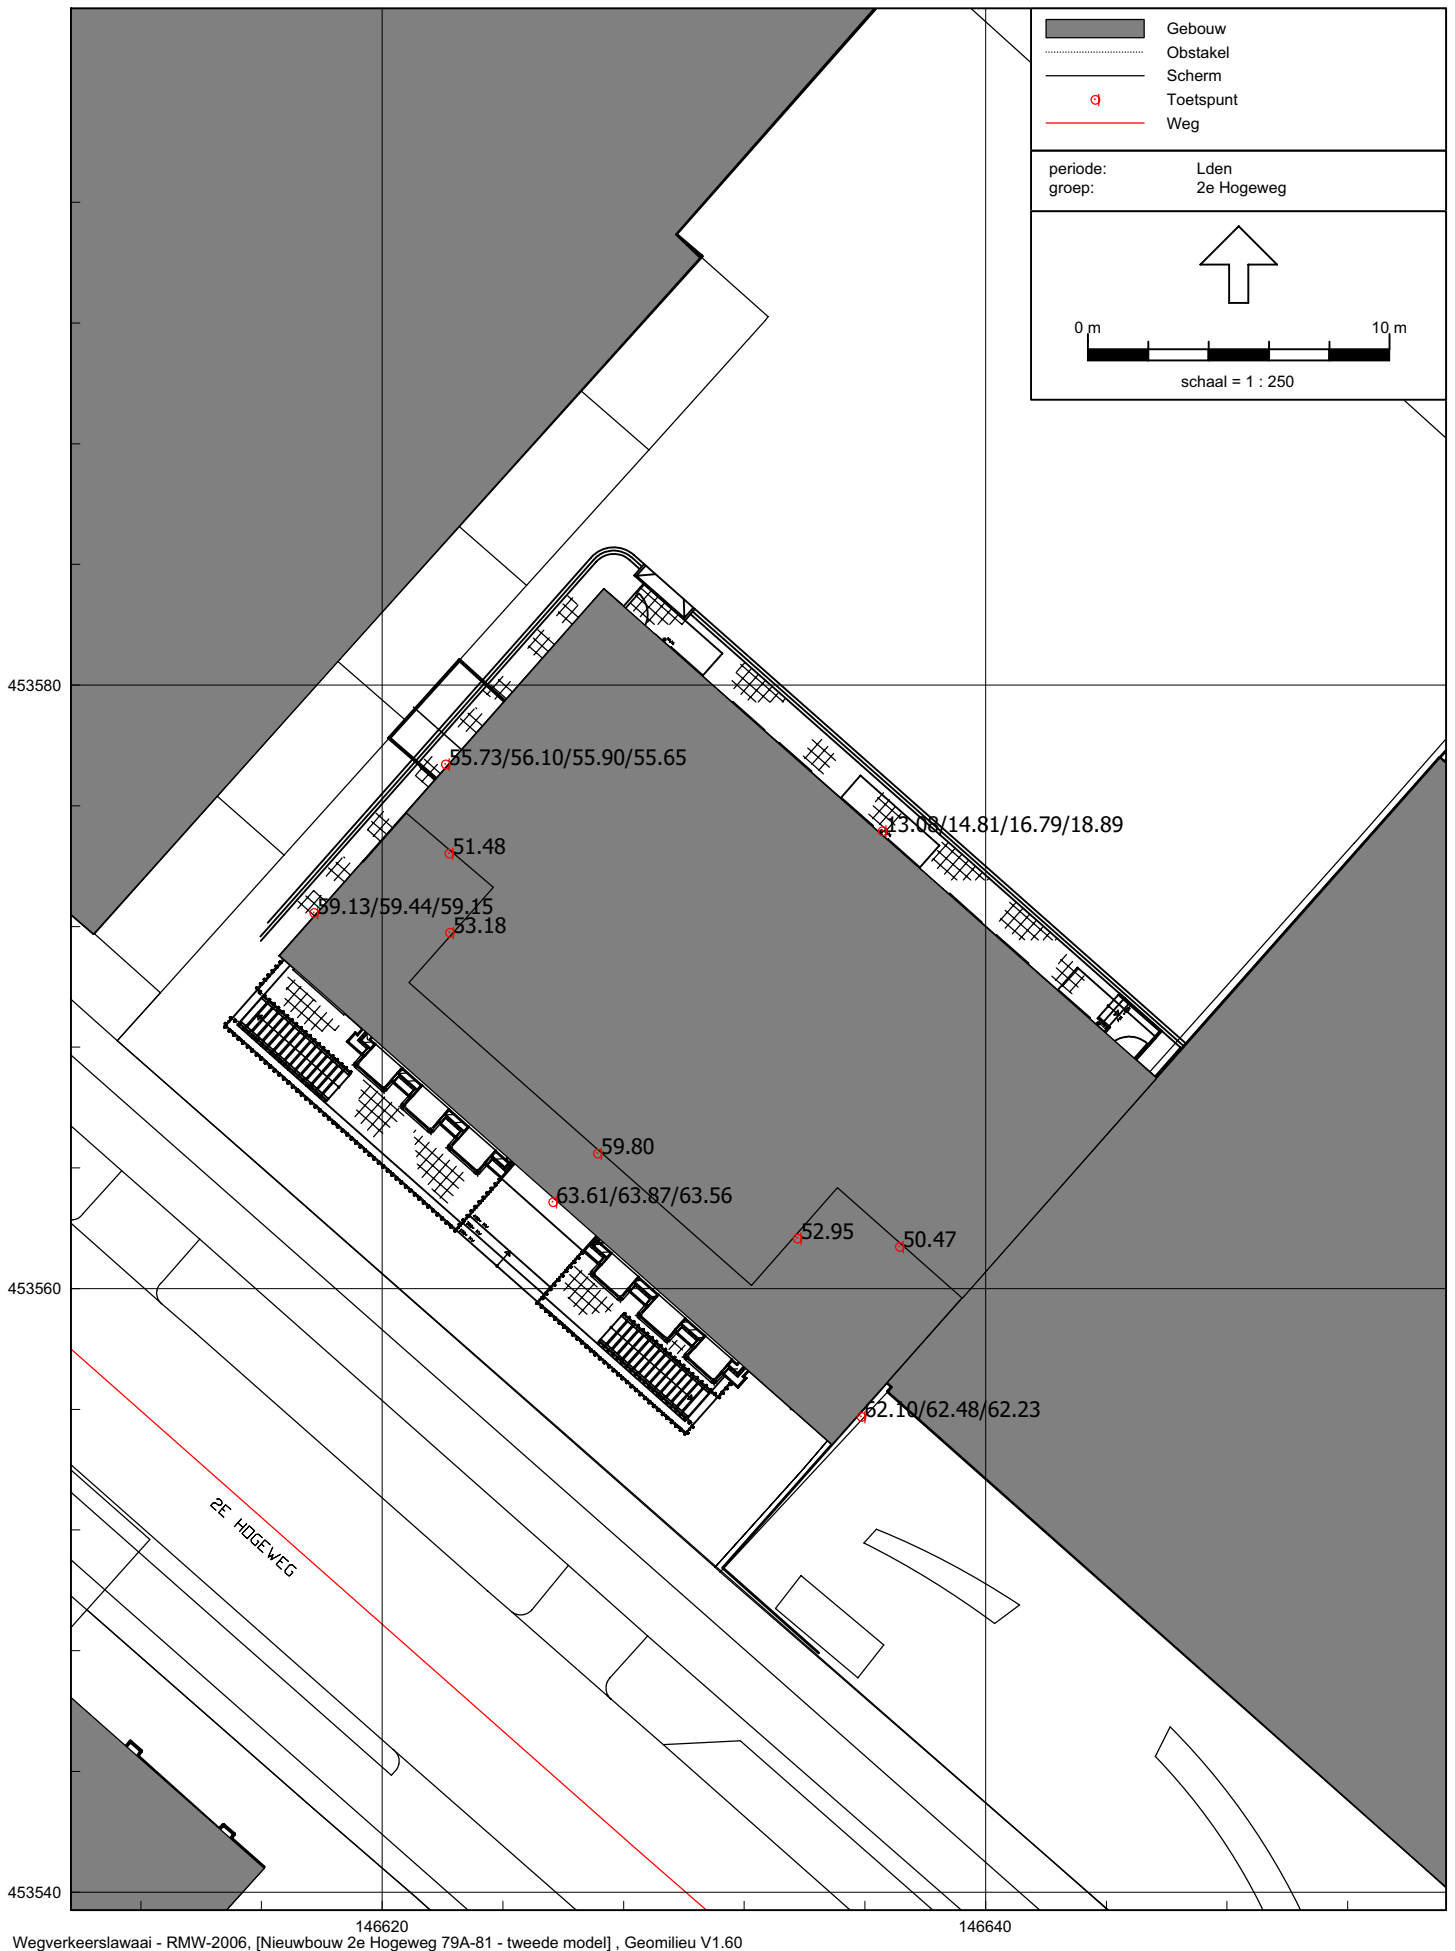 Gebouw
Obstakel
Scherm
Toetspunt
Weg
periode: Lden
groep: 2e Hogeweg
0 m 10 m
schaal = 1 : 250
453580
55.73/56.10/55.90/55.65
13.08/14.81/16.79/18.89
51.48
59.13/59.44/59.15
53.18
59.80
63.61/63.87/63.56
52.95
50.47
453560
62.10/62.48/62.23
2E HOGEWEG
453540
146620 146640
Wegverkeerslawaai - RMW-2006, [Nieuwbouw 2e Hogeweg 79A-81 - tweede model] , Geomilieu V1.60